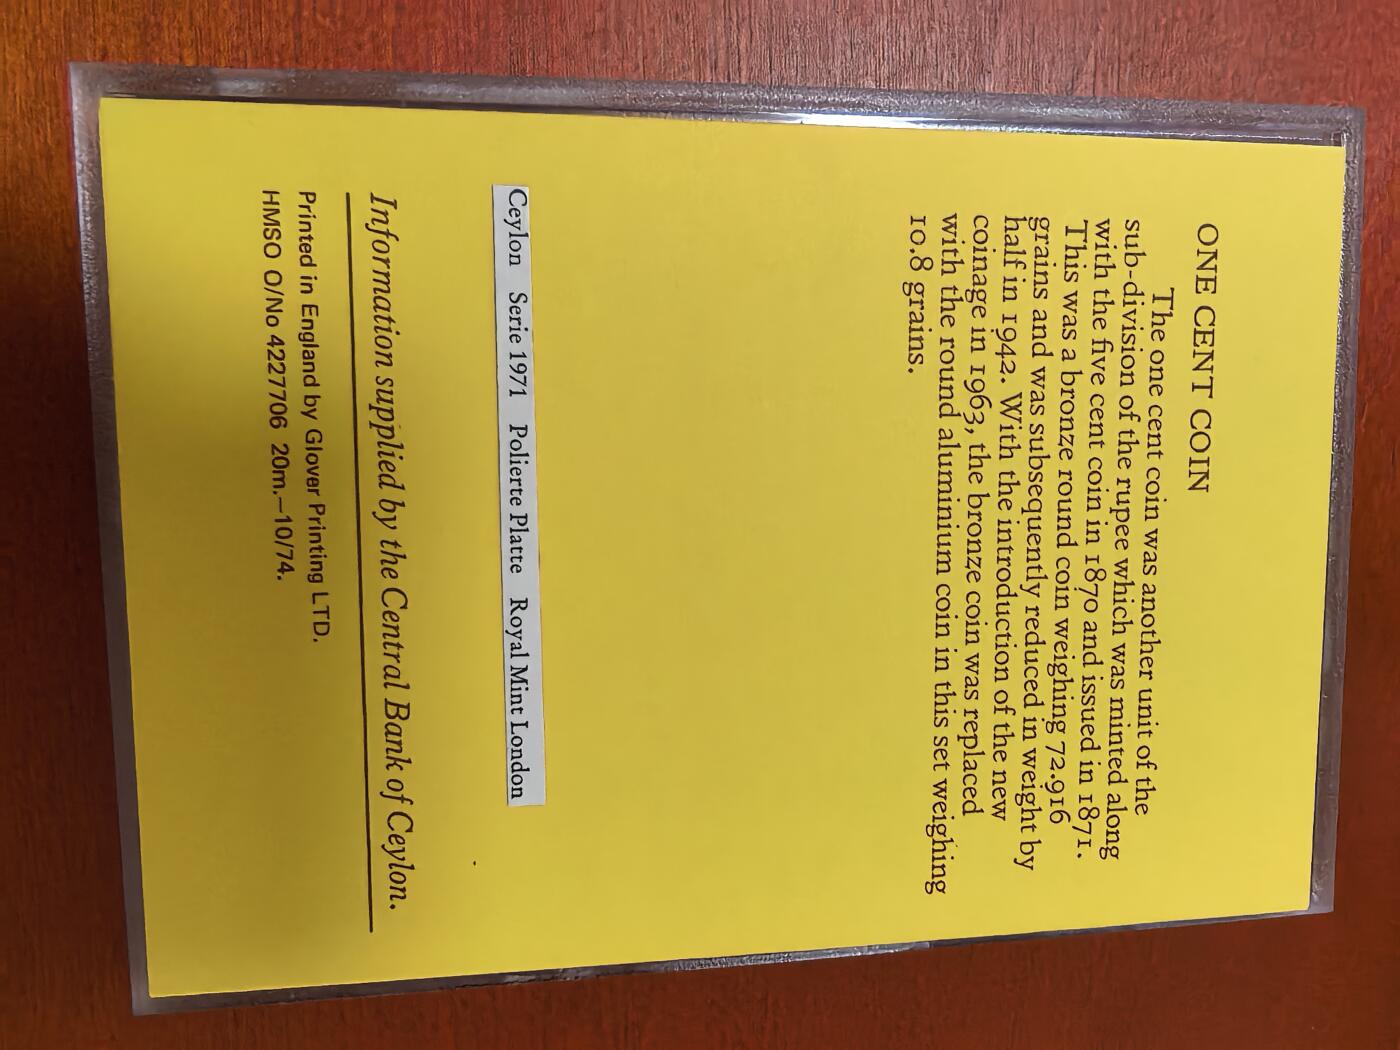 ONE CENT COIN
The one cent coin was another unit of the
sub-division of the rupee which was minted along
with the five cent coin in 1870 and issued in 1871.
This was a bronze round coin weighing 72.916
grains and was subsequently reduced in weight by
half in 1942. With the introduction of the new
coinage in 1963, the bronze coin was replaced
with the round aluminium coin in this set weighing
10.8 grains.
Ceylon Serie 1971 Polierte Platte Royal Mint London
Information supplied by the Central Bank of Ceylon.
Printed in England by Glover Printing LTD.
HMSO O/No 4227706 20m.—10/74.